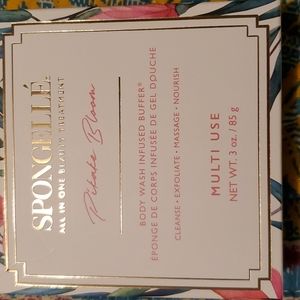 SPONGELLÉ®
ALL IN ONE BEAUTY TREATMENT
Pitake Bloom
BODY WASH INFUSED BUFFER®
ÉPONGE DE CORPS INFUSÉE DE GEL DOUCHE
CLEANSE • EXFOLIATE • MASSAGE • NOURISH
MULTI USE
NET WT. 3 oz. / 85 g